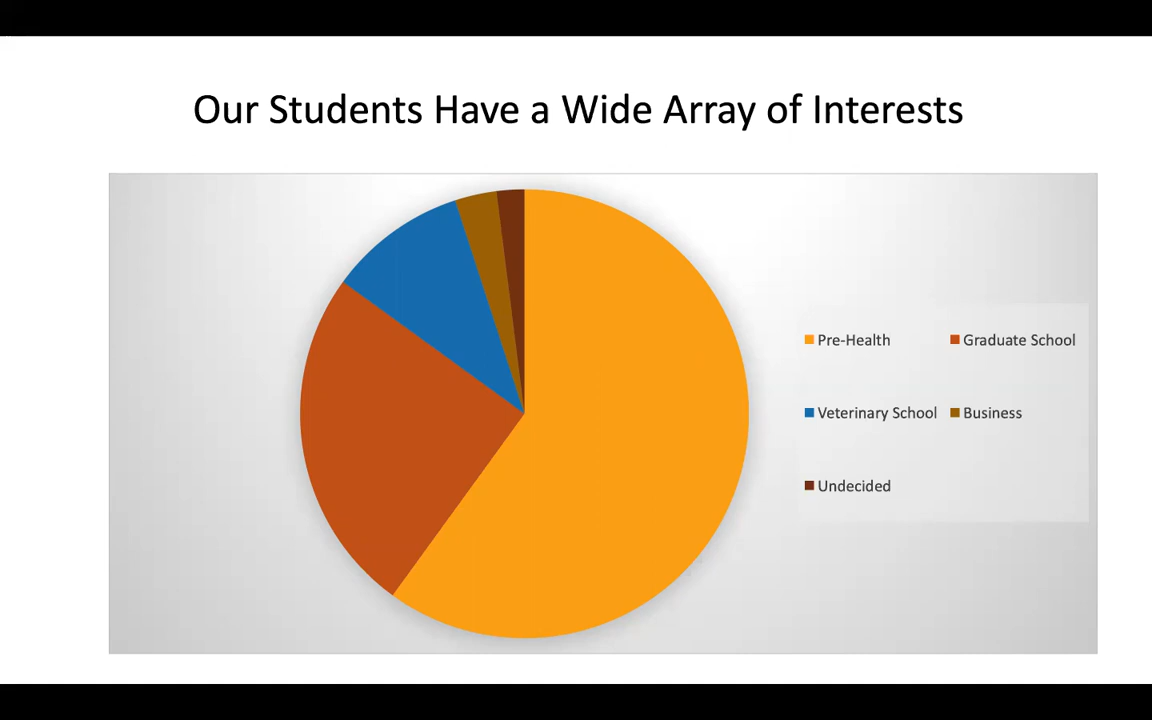 Our Students Have a Wide Array of Interests
Pre-Health
Graduate School
Veterinary School
Business
Undecided